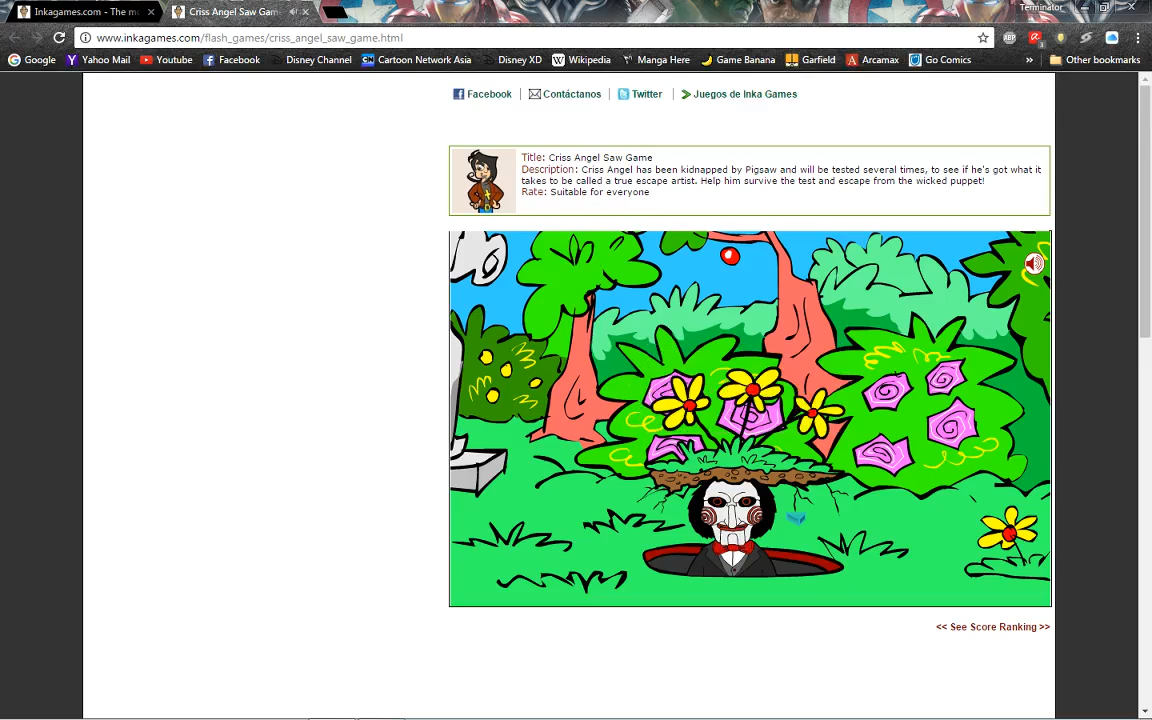 Inkagames.com - The m
Criss Angel Saw Gam
Terminator
www.inkagames.com/flash_games/criss_angel_saw_game.html
ABP
3
Google
Yahoo Mail
Youtube
Facebook
Disney Channel
Cartoon Network Asia
Disney XD
Wikipedia
Manga Here
Game Banana
Garfield
Arcamax
Go Comics
»
Other bookmarks
Facebook
Contáctanos
Twitter
Juegos de Inka Games
Title: Criss Angel Saw Game
Description: Criss Angel has been kidnapped by Pigsaw and will be tested several times, to see if he's got what it
takes to be called a true escape artist. Help him survive the test and escape from the wicked puppet!
Rate: Suitable for everyone
<< See Score Ranking >>